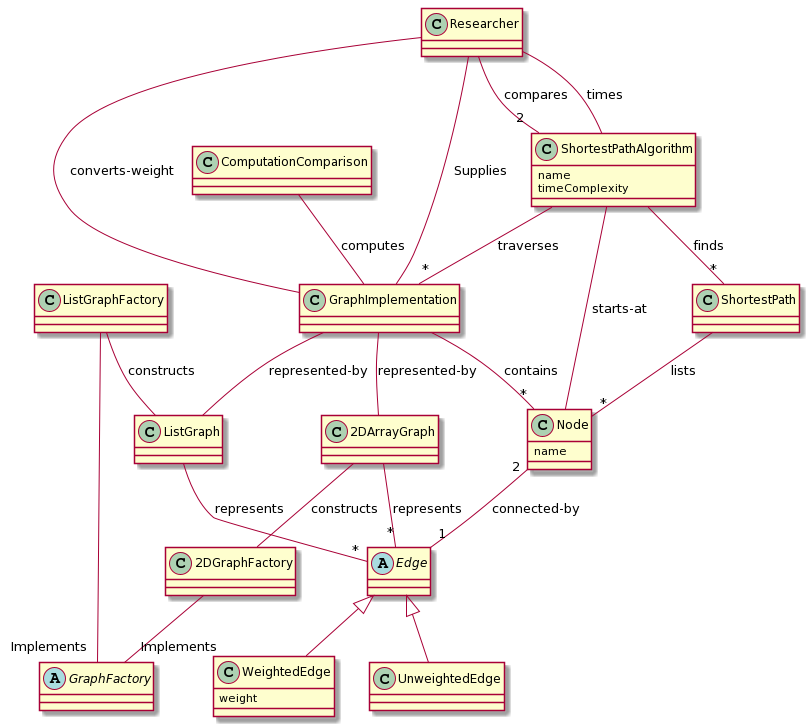 C Researcher
compares
times
2
C ShortestPathAlgorithm
name
timeComplexity
C ComputationComparison
converts-weight
Supplies
computes
traverses
finds
*
*
C ListGraphFactory
C GraphImplementation
C ShortestPath
starts-at
constructs
represented-by
represented-by
contains
lists
*
*
C ListGraph
C 2DArrayGraph
C Node
name
2
represents
constructs
represents
connected-by
*
1
*
C 2DGraphFactory
A Edge
Implements
Implements
A GraphFactory
C WeightedEdge
weight
C UnweightedEdge